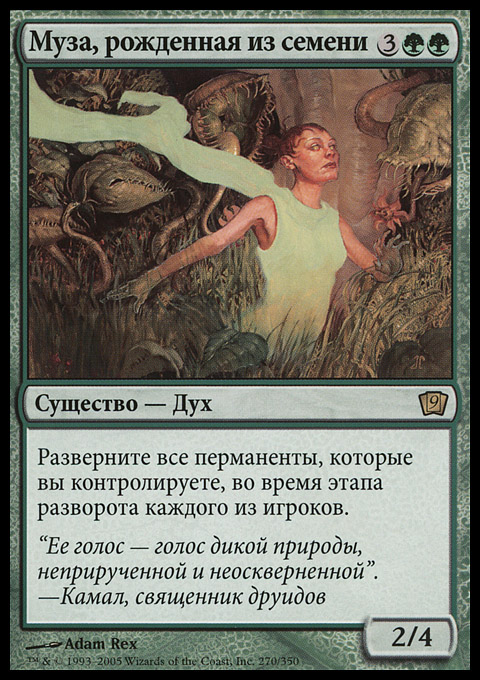 Муза, рожденная из семени 3
Существо — Дух 9
Разверните все перманенты, которые
вы контролируете, во время этапа
разворота каждого из игроков.
“Ее голос — голос дикой природы,
неприрученной и неоскверненной”.
—Камал, священник друидов
2/4
Adam Rex
™ & © 1993–2005 Wizards of the Coast, Inc. 270/350